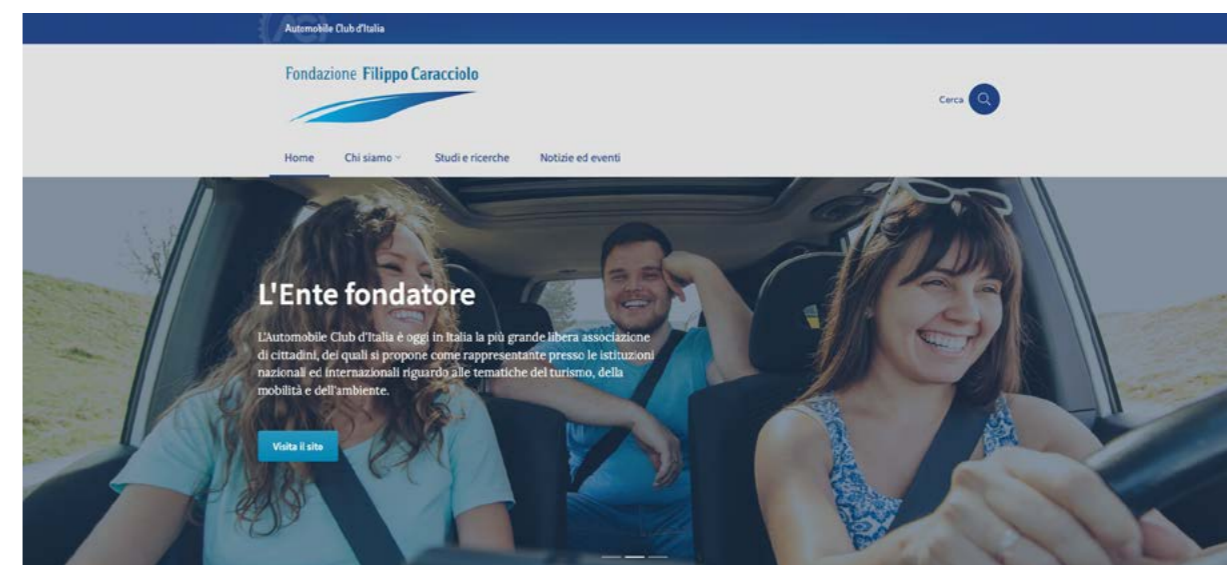 Automobile Club d'Italia
Fondazione Filippo Caracciolo
Cerca
Home Chi siamo Studi e ricerche Notizie ed eventi
L'Ente fondatore
L'Automobile Club d'Italia è oggi in Italia la più grande libera associazione
di cittadini, dei quali si propone come rappresentante presso le istituzioni
nazionali ed internazionali riguardo alle tematiche del turismo, della
mobilità e dell'ambiente.
Visita il sito